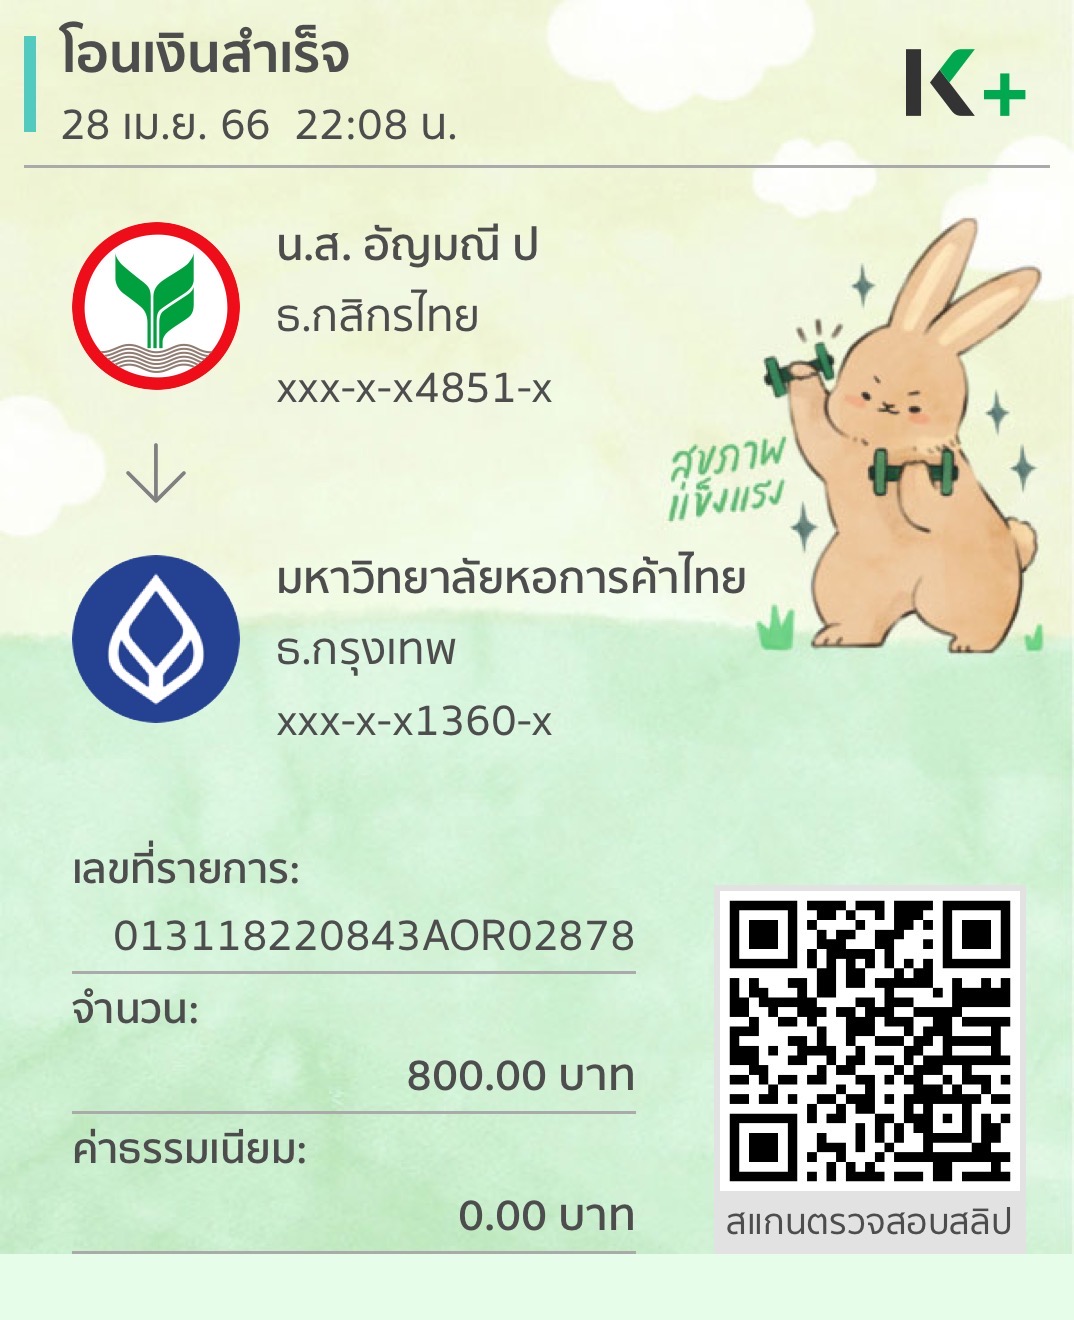 โอนเงินสำเร็จ
28 เม.ย. 66  22:08 น.
K+
น.ส. อัญมณี ป
ธ.กสิกรไทย
xxx-x-x4851-x
สุขภาพ
แข็งแรง
มหาวิทยาลัยหอการค้าไทย
ธ.กรุงเทพ
xxx-x-x1360-x
เลขที่รายการ:
013118220843AOR02878
จำนวน:
800.00 บาท
ค่าธรรมเนียม:
0.00 บาท
สแกนตรวจสอบสลิป